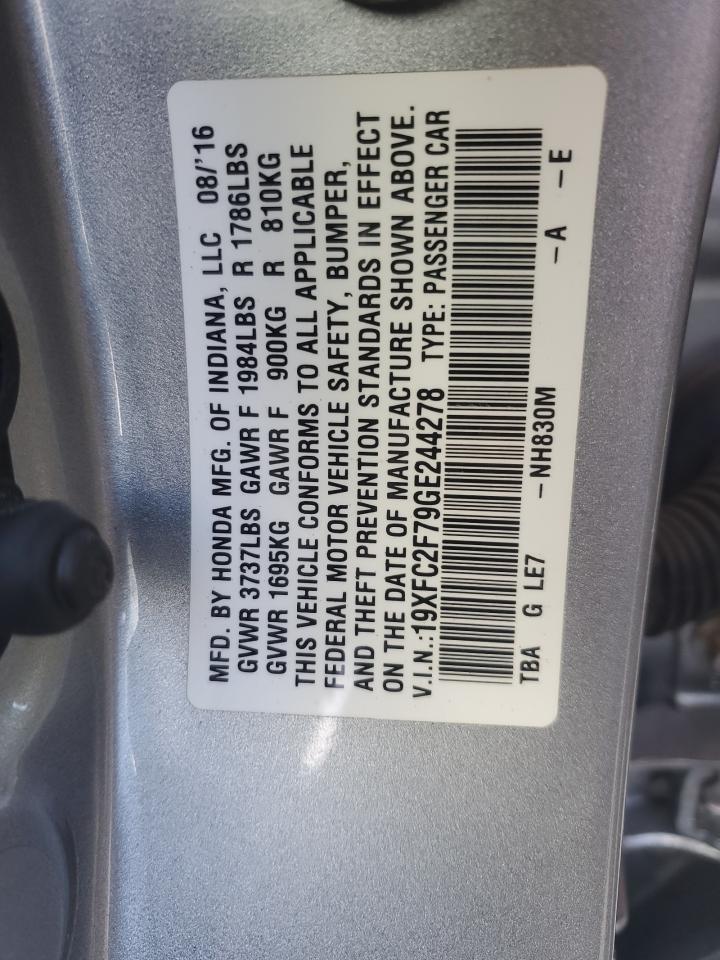 MFD. BY HONDA MFG. OF INDIANA, LLC 08/'16
GVWR 3737LBS GAWR F 1984LBS R 1786LBS
GVWR 1695KG GAWR F 900KG R 810KG
THIS VEHICLE CONFORMS TO ALL APPLICABLE
FEDERAL MOTOR VEHICLE SAFETY, BUMPER,
AND THEFT PREVENTION STANDARDS IN EFFECT
ON THE DATE OF MANUFACTURE SHOWN ABOVE.
V.I.N.:19XFC2F79GE244278 TYPE: PASSENGER CAR
TBA G LE7 -NH830M -A -E